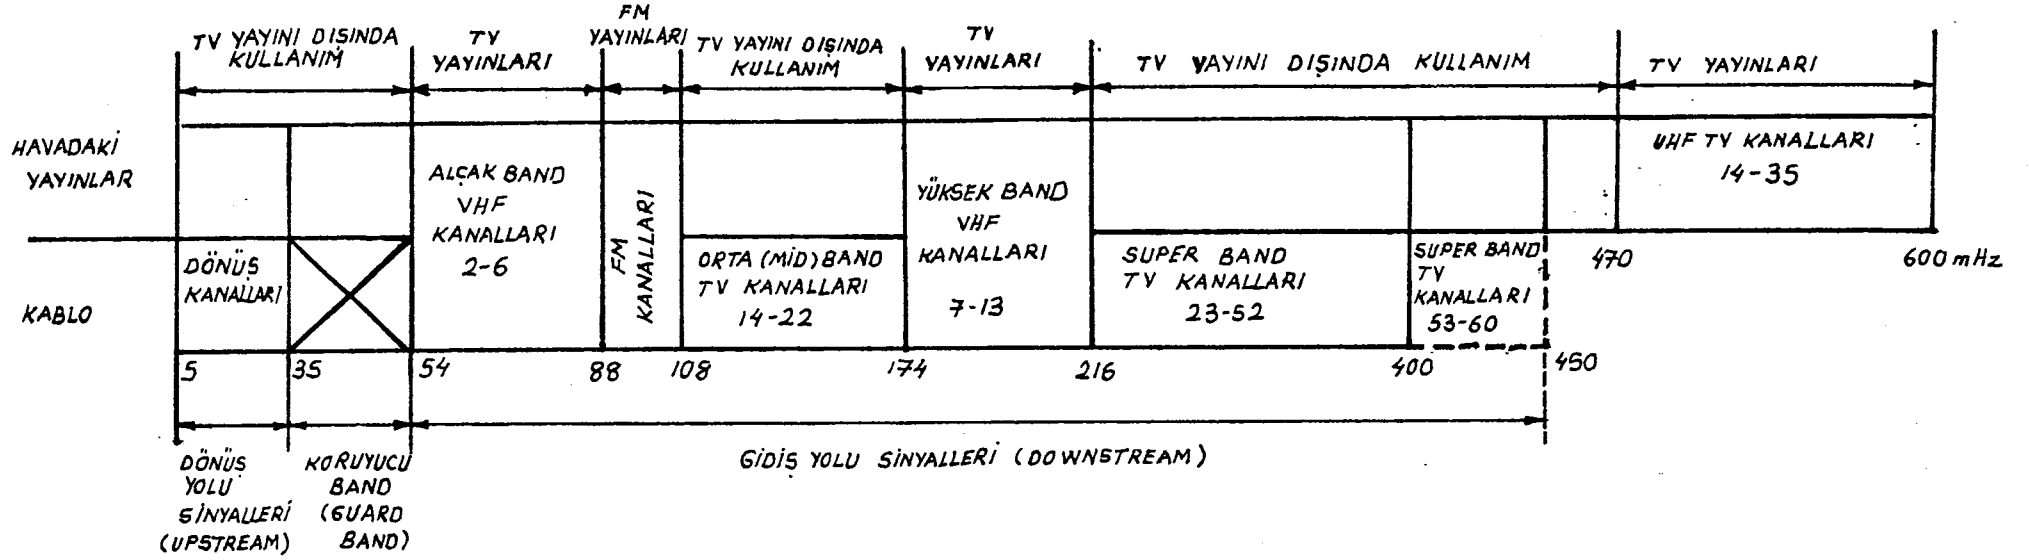 TV YAYINI DIŞINDA
KULLANIM
TV
YAYINLARI
FM
YAYINLARI
TV YAYINI DIŞINDA
KULLANIM
TV
YAYINLARI
TV YAYINI DIŞINDA KULLANIM
TV YAYINLARI
HAVADAKİ
YAYINLAR
ALÇAK BAND
VHF
KANALLARI
2-6
FM
KANALLARI
YÜKSEK BAND
VHF
KANALLARI
7-13
UHF TV KANALLARI
14-35
KABLO
DÖNÜŞ
KANALLARI
ORTA (MİD) BAND
TV KANALLARI
14-22
SUPER BAND
TV KANALLARI
23-52
SUPER BAND
TV
KANALLARI
53-60
470
600 mHz
5
35
54
88
108
174
216
400
450
DÖNÜŞ
YOLU
SİNYALLERİ
(UPSTREAM)
KORUYUCU
BAND
(GUARD
BAND)
GİDİŞ YOLU SİNYALLERİ (DOWNSTREAM)